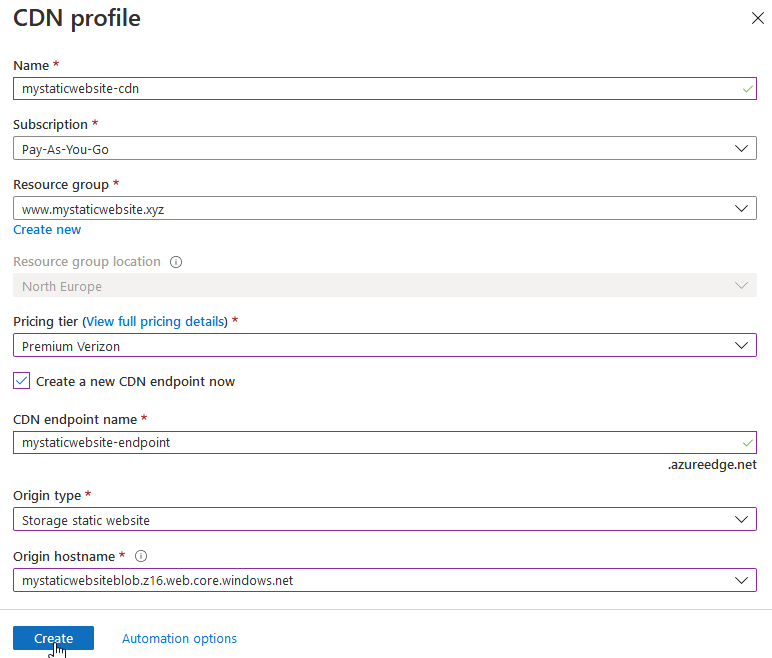 CDN profile
Name *
mystaticwebsite-cdn
Subscription *
Pay-As-You-Go
Resource group *
www.mystaticwebsite.xyz
Create new
Resource group location
North Europe
Pricing tier (View full pricing details) *
Premium Verizon
Create a new CDN endpoint now
CDN endpoint name *
mystaticwebsite-endpoint
.azureedge.net
Origin type *
Storage static website
Origin hostname *
mystaticwebsiteblob.z16.web.core.windows.net
Create Automation options